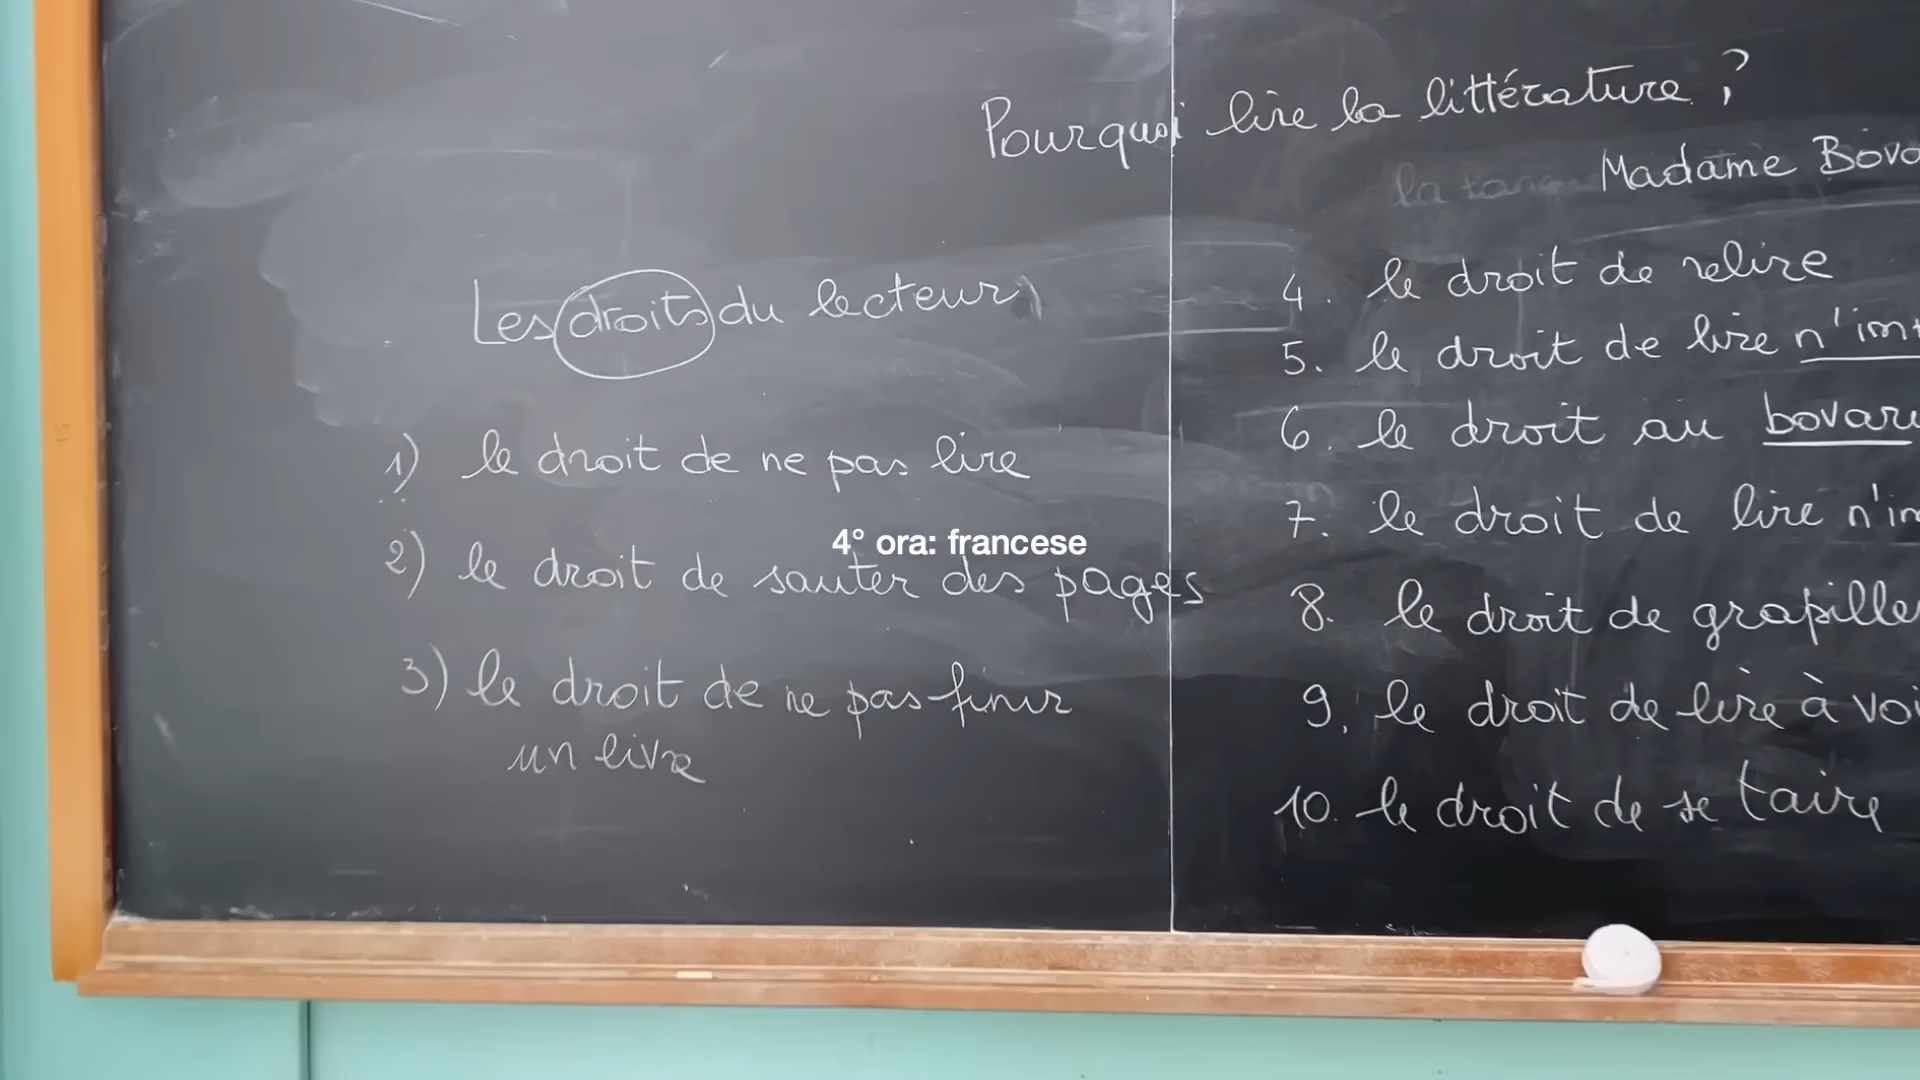 Pourquoi lire la littérature ?
la
Madame Bova
Les droits du lecteur
1) le droit de ne pas lire
2) le droit de sauter des pages
3) le droit de ne pas finir
un livre
4° ora: francese
4. le droit de relire
5. le droit de lire n'im
6. le droit au bovary
7. le droit de lire n'im
8. le droit de grapiller
9. le droit de lire à voi
10. le droit de se taire